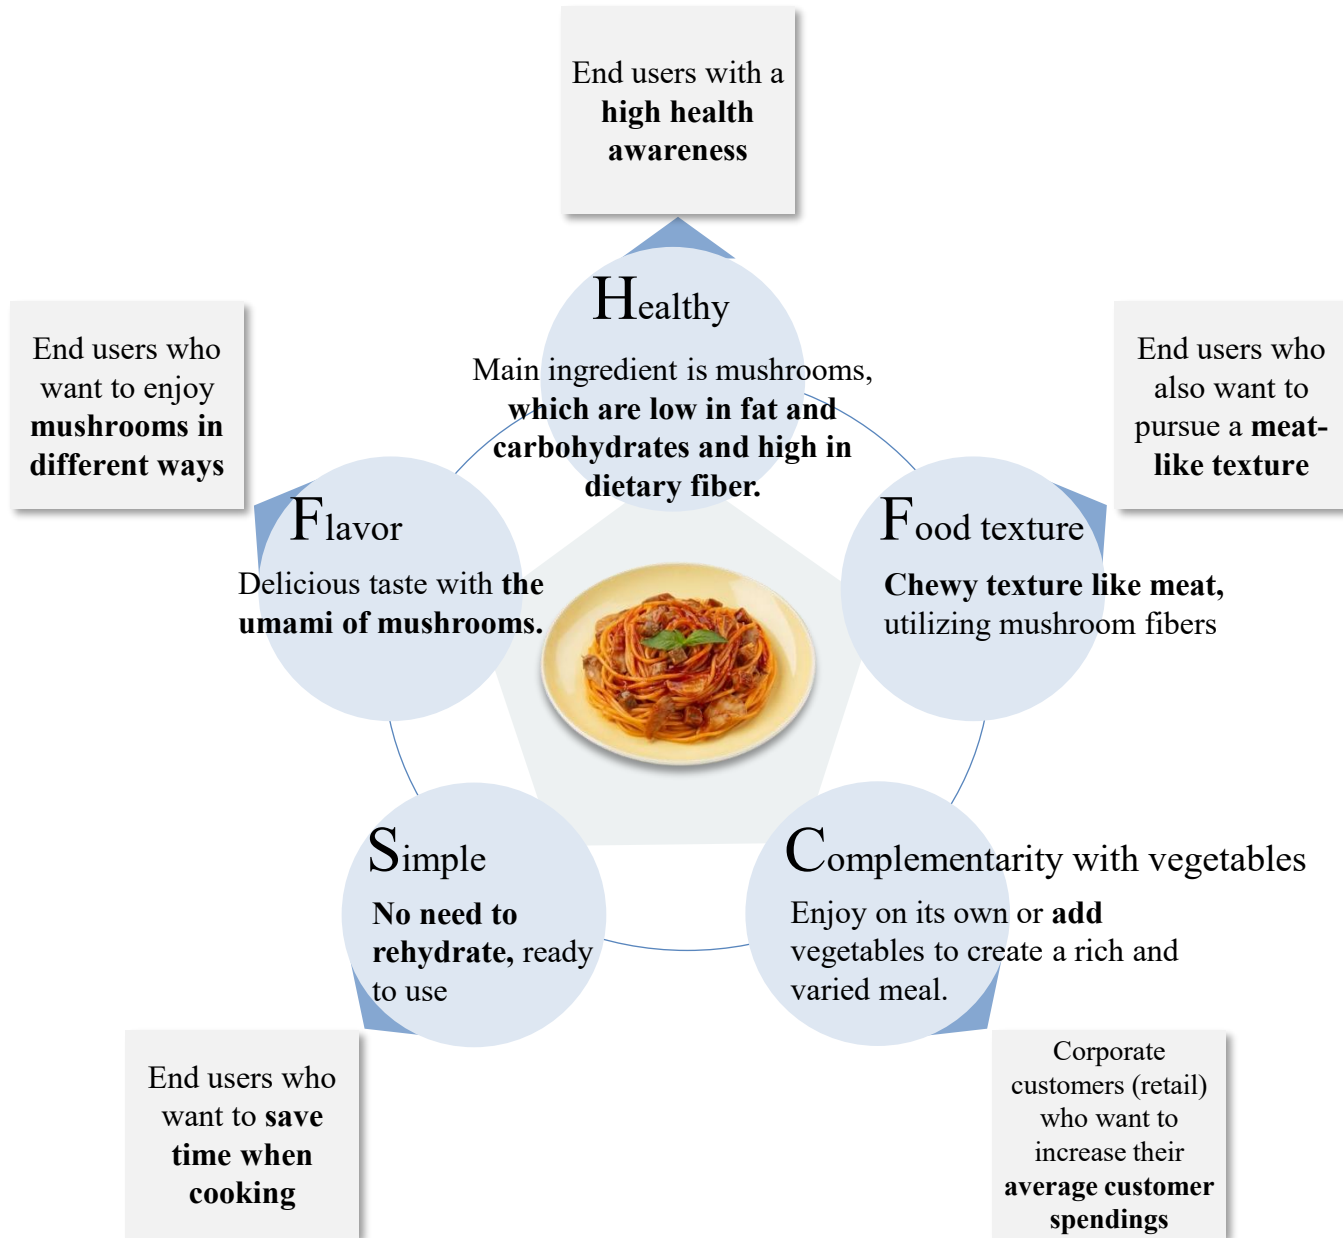 End users with a
high health
awareness
Healthy
Main ingredient is mushrooms,
which are low in fat and
carbohydrates and high in
dietary fiber.
End users who
want to enjoy
mushrooms in
different ways
Flavor
Delicious taste with the
umami of mushrooms.
End users who
also want to
pursue a meat-
like texture
Food texture
Chewy texture like meat,
utilizing mushroom fibers
Simple
No need to
rehydrate, ready
to use
End users who
want to save
time when
cooking
Complementarity with vegetables
Enjoy on its own or add
vegetables to create a rich and
varied meal.
Corporate
customers (retail)
who want to
increase their
average customer
spendings